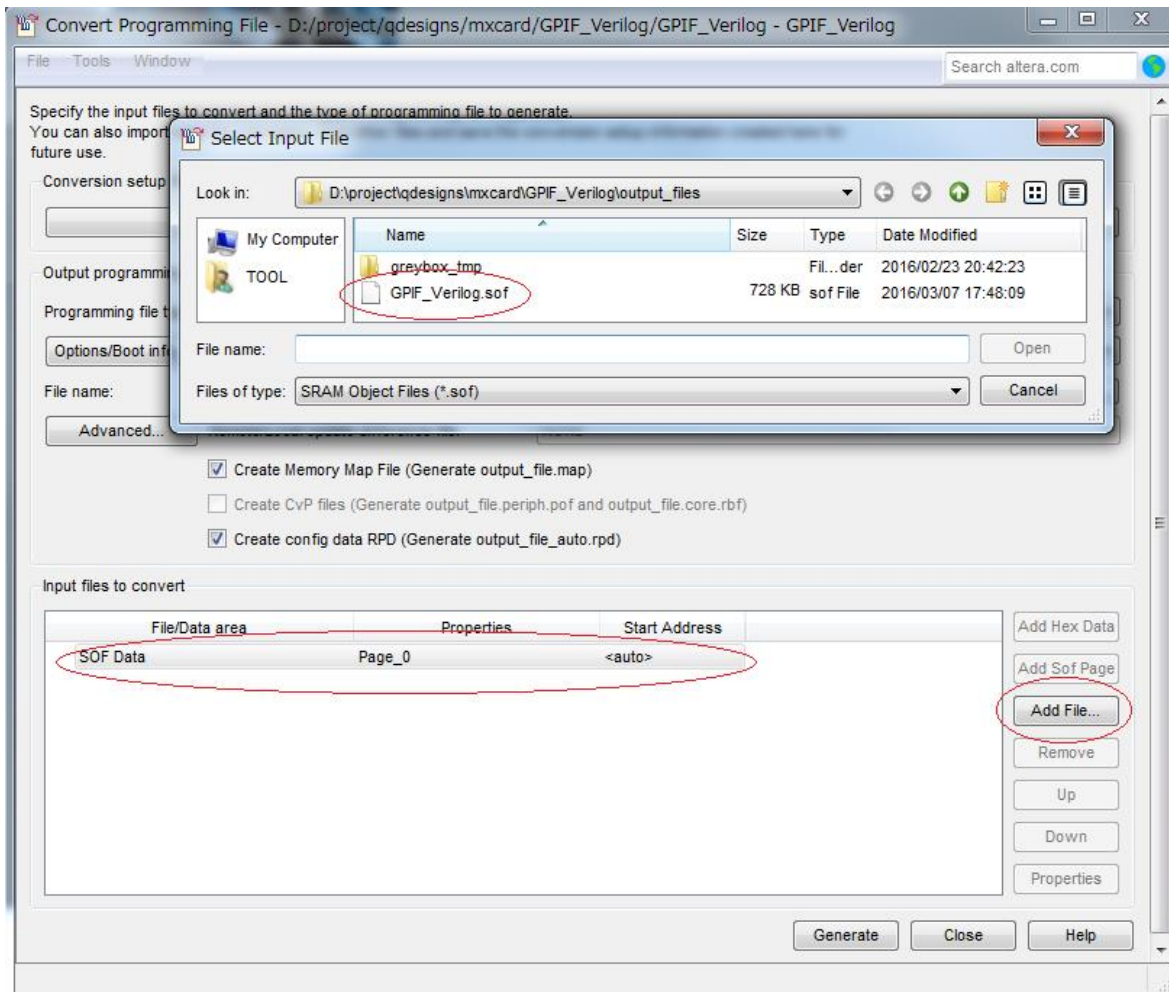 Convert Programming File - D:/project/qdesigns/mxcard/GPIF_Verilog/GPIF_Verilog - GPIF_Verilog
File Tools Window
Search altera.com
Specify the input files to convert and the type of programming file to generate.
You can also import
future use.
Conversion setup
Select Input File
Look in: D:\project\qdesigns\mxcard\GPIF_Verilog\output_files
My Computer
TOOL
Name Size Type Date Modified
greybox_tmp Fil...der 2016/02/23 20:42:23
GPIF_Verilog.sof 728 KB sof File 2016/03/07 17:48:09
File name: Open
Files of type: SRAM Object Files (*.sof) Cancel
Output programmi
Programming file t
Options/Boot inf
File name:
Advanced...
Create Memory Map File (Generate output_file.map)
Create CvP files (Generate output_file.periph.pof and output_file.core.rbf)
Create config data RPD (Generate output_file_auto.rpd)
Input files to convert
File/Data area Properties Start Address
SOF Data Page_0 <auto>
Add Hex Data
Add Sof Page
Add File...
Remove
Up
Down
Properties
Generate Close Help